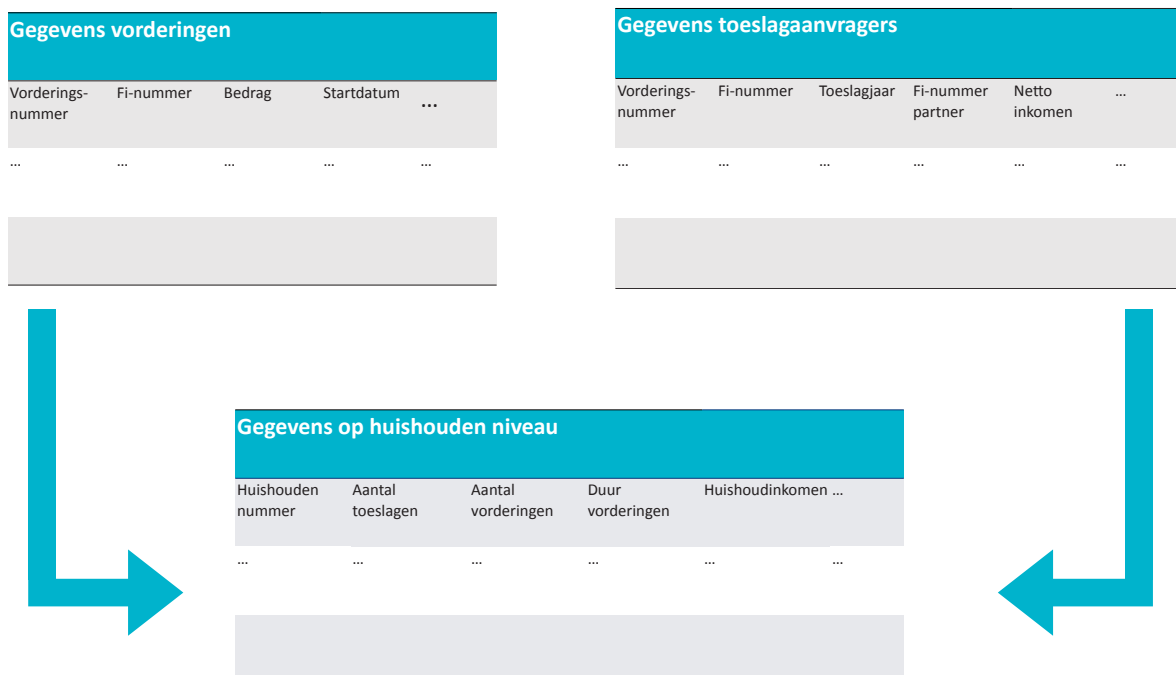 Gegevens vorderingen
Vorderings- Fi-nummer Bedrag Startdatum ...
nummer
... ... ... ... ...
Gegevens toeslagaanvragers
Vorderings- Fi-nummer Toeslagjaar Fi-nummer Netto ...
nummer partner inkomen
... ... ... ... ... ...
Gegevens op huishouden niveau
Huishouden Aantal Aantal Duur Huishoudinkomen ...
nummer toeslagen vorderingen vorderingen
... ... ... ... ... ...